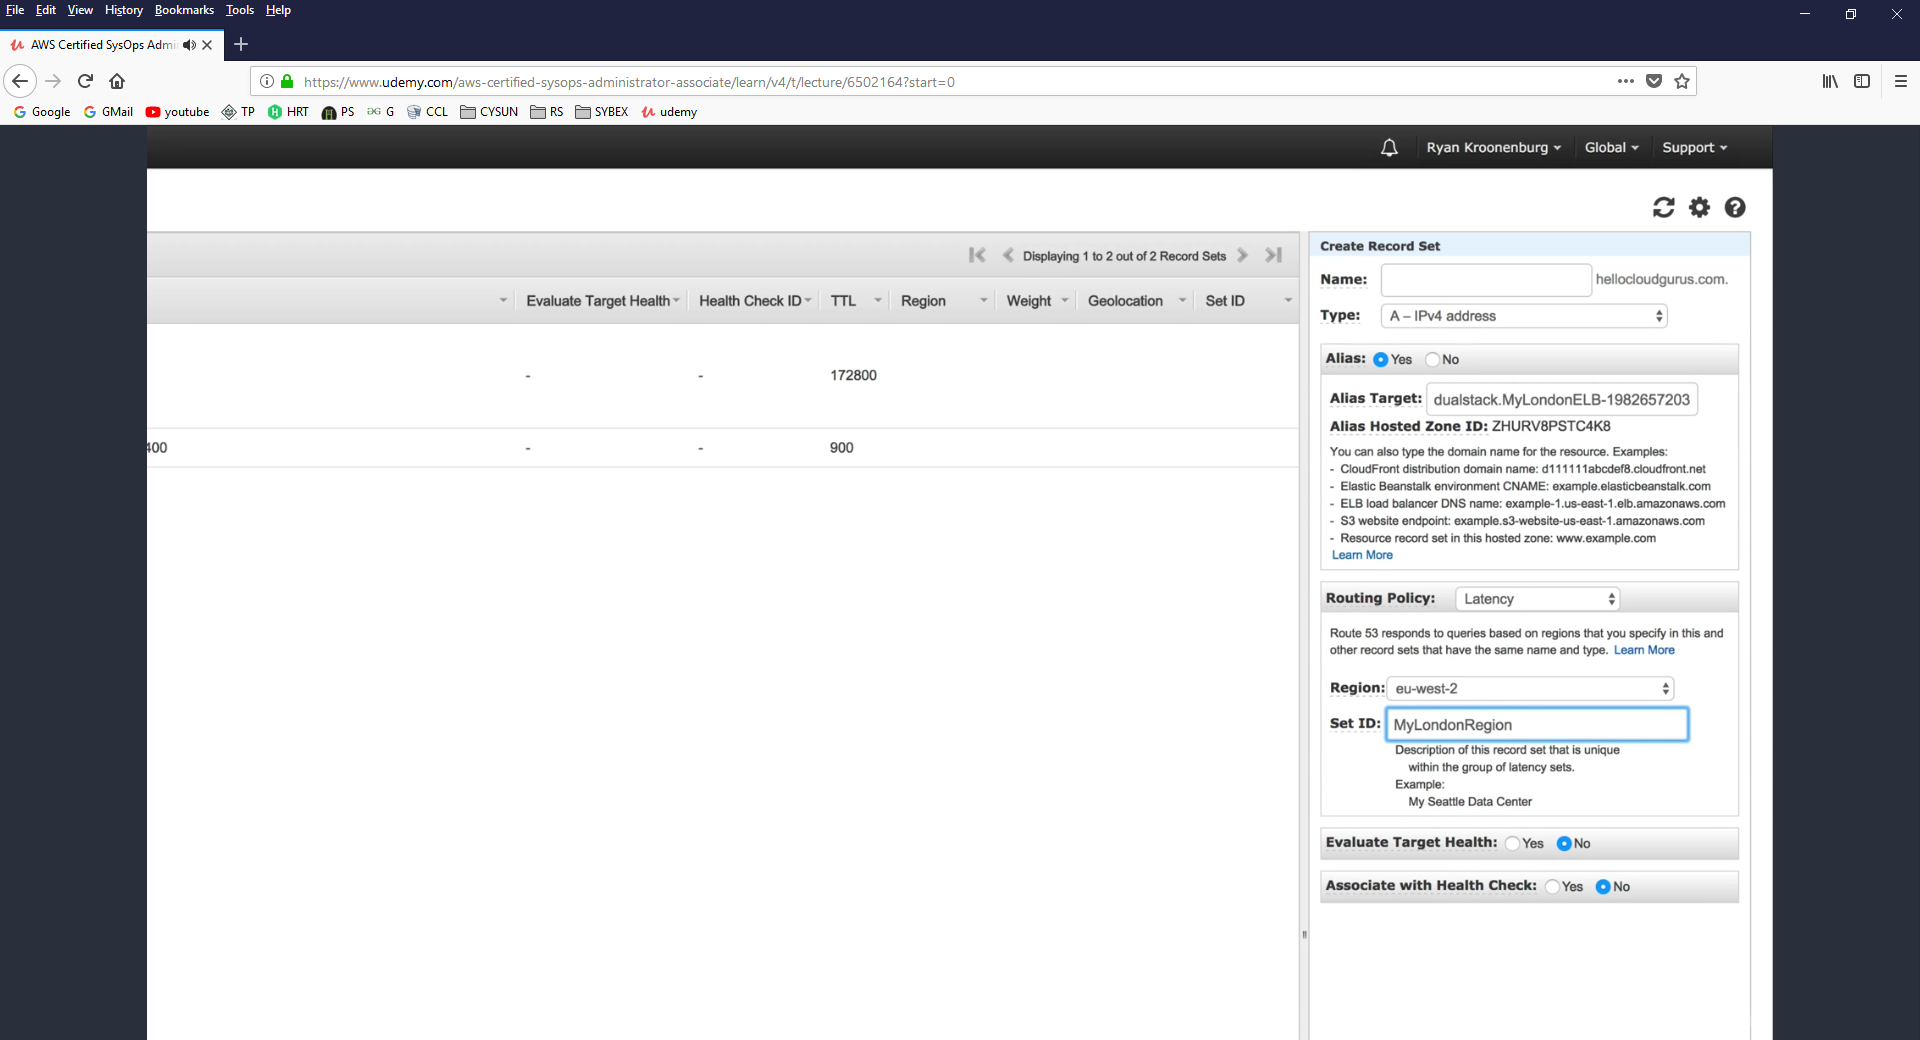 File Edit View History Bookmarks Tools Help
AWS Certified SysOps Admi
https://www.udemy.com/aws-certified-sysops-administrator-associate/learn/v4/t/lecture/6502164?start=0
Google GMail youtube TP HRT PS G CCL CYSUN RS SYBEX udemy
Ryan Kroonenburg Global Support
Displaying 1 to 2 out of 2 Record Sets
Evaluate Target Health Health Check ID TTL Region Weight Geolocation Set ID
- - 172800
400 - - 900
Create Record Set
Name: hellocloudgurus.com.
Type: A – IPv4 address
Alias: Yes No
Alias Target: dualstack.MyLondonELB-1982657203
Alias Hosted Zone ID: ZHURV8PSTC4K8
You can also type the domain name for the resource. Examples:
- CloudFront distribution domain name: d111111abcdef8.cloudfront.net
- Elastic Beanstalk environment CNAME: example.elasticbeanstalk.com
- ELB load balancer DNS name: example-1.us-east-1.elb.amazonaws.com
- S3 website endpoint: example.s3-website-us-east-1.amazonaws.com
- Resource record set in this hosted zone: www.example.com
Learn More
Routing Policy: Latency
Route 53 responds to queries based on regions that you specify in this and
other record sets that have the same name and type. Learn More
Region: eu-west-2
Set ID: MyLondonRegion
Description of this record set that is unique
within the group of latency sets.
Example:
My Seattle Data Center
Evaluate Target Health: Yes No
Associate with Health Check: Yes No